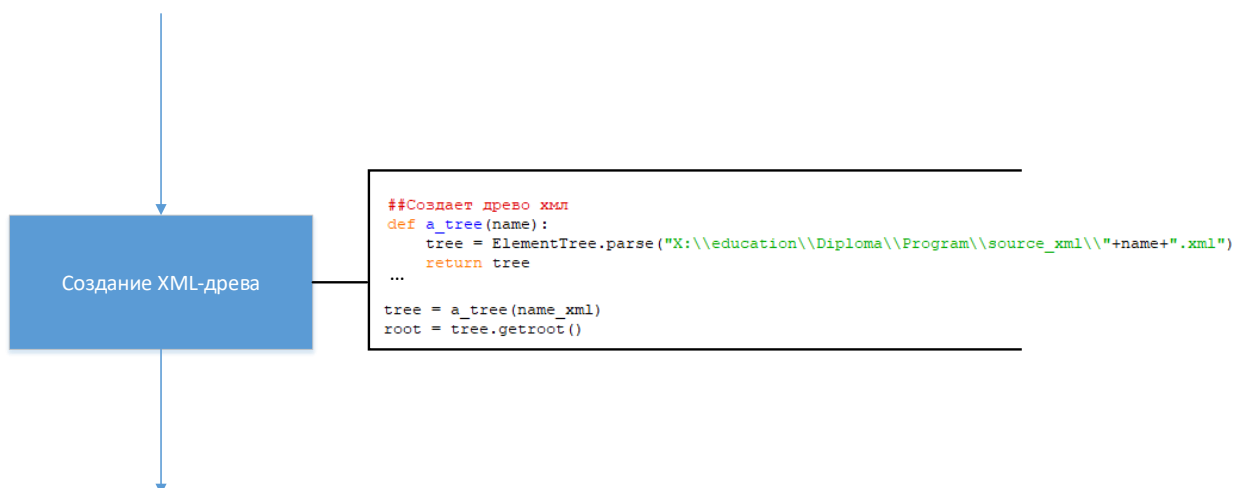 Создание XML-древа
##Создает древо хмл
def a_tree(name):
    tree = ElementTree.parse("X:\\education\\Diploma\\Program\\source_xml\\"+name+".xml")
    return tree
...
tree = a_tree(name_xml)
root = tree.getroot()